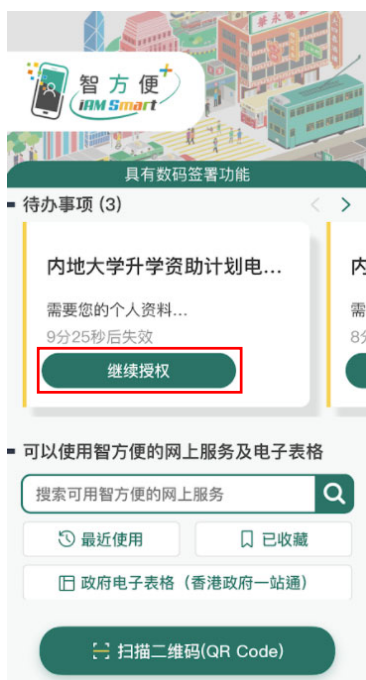 智方便+
iAM Smart
具有数码签署功能
待办事项 (3)
内地大学升学资助计划电...
内
需要您的个人资料...
需
9分25秒后失效
8分
继续授权
可以使用智方便的网上服务及电子表格
搜索可用智方便的网上服务
最近使用
已收藏
政府电子表格（香港政府一站通）
扫描二维码(QR Code)